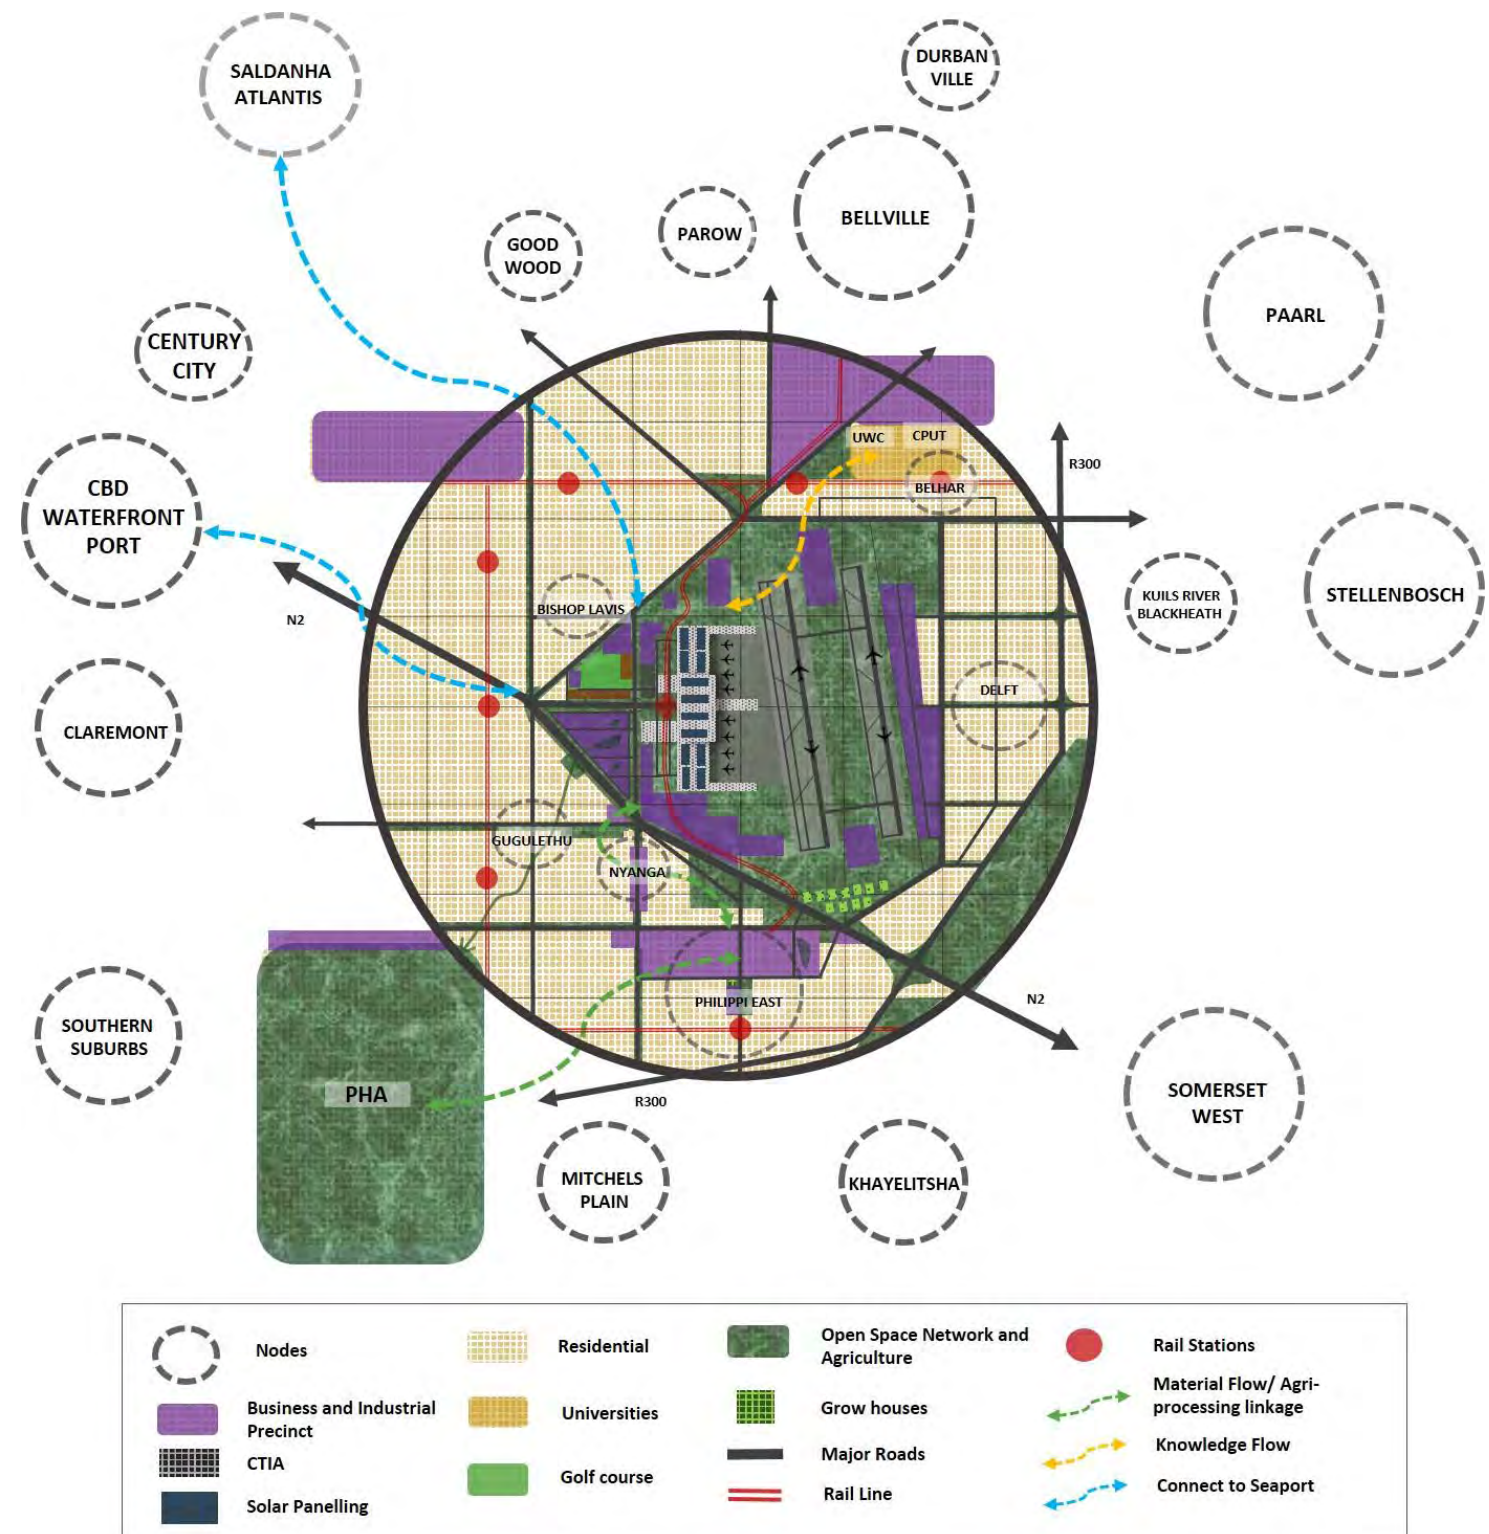 SALDANHA
ATLANTIS
DURBAN
VILLE
BELLVILLE
PAROW
GOOD
WOOD
PAARL
CENTURY
CITY
UWC
CPUT
R300
BELHAR
CBD
WATERFRONT
PORT
N2
BISHOP LAVIS
KUILS RIVER
BLACKHEATH
STELLENBOSCH
DELFT
CLAREMONT
GUGULETHU
NYANGA
PHILIPPI EAST
N2
SOUTHERN
SUBURBS
PHA
R300
SOMERSET
WEST
MITCHELS
PLAIN
KHAYELITSHA
Nodes
Business and Industrial
Precinct
CTIA
Solar Panelling
Residential
Universities
Golf course
Open Space Network and
Agriculture
Grow houses
Major Roads
Rail Line
Rail Stations
Material Flow/ Agri-
processing linkage
Knowledge Flow
Connect to Seaport